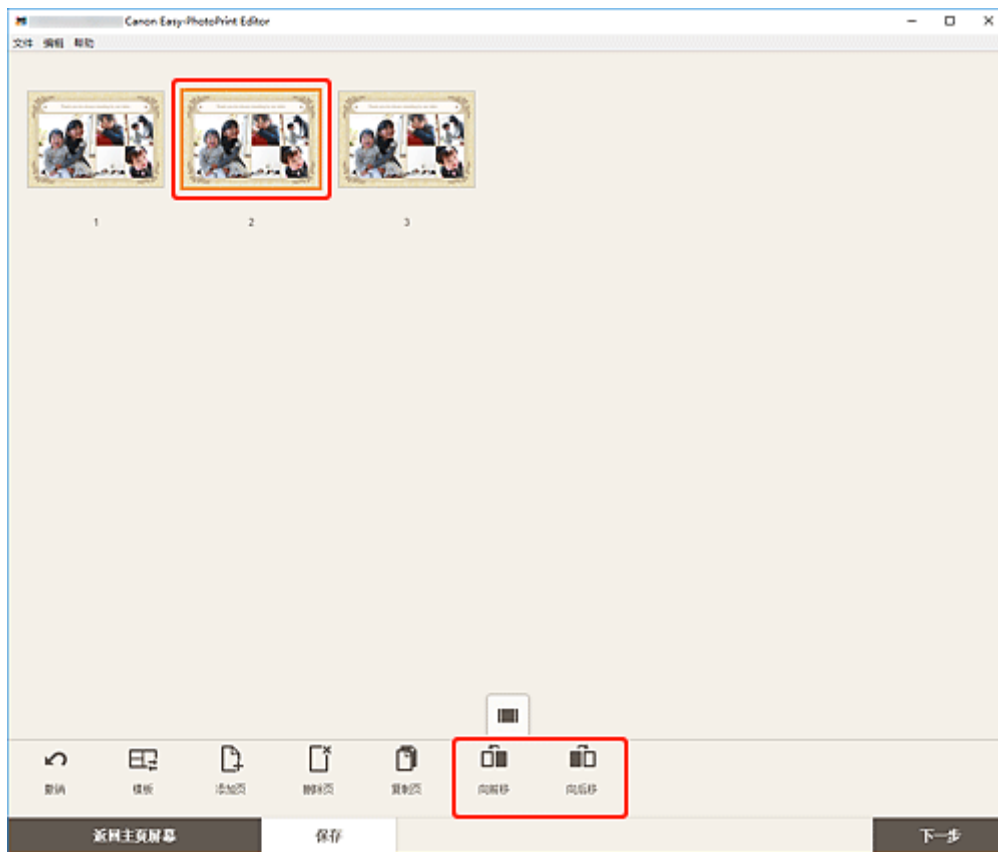 Canon Easy-PhotoPrint Editor
文件 编辑 帮助
1 2 3
撤销 模板 添加页 删除页 复制页 向前移 向后移
返回主页屏幕 保存 下一步